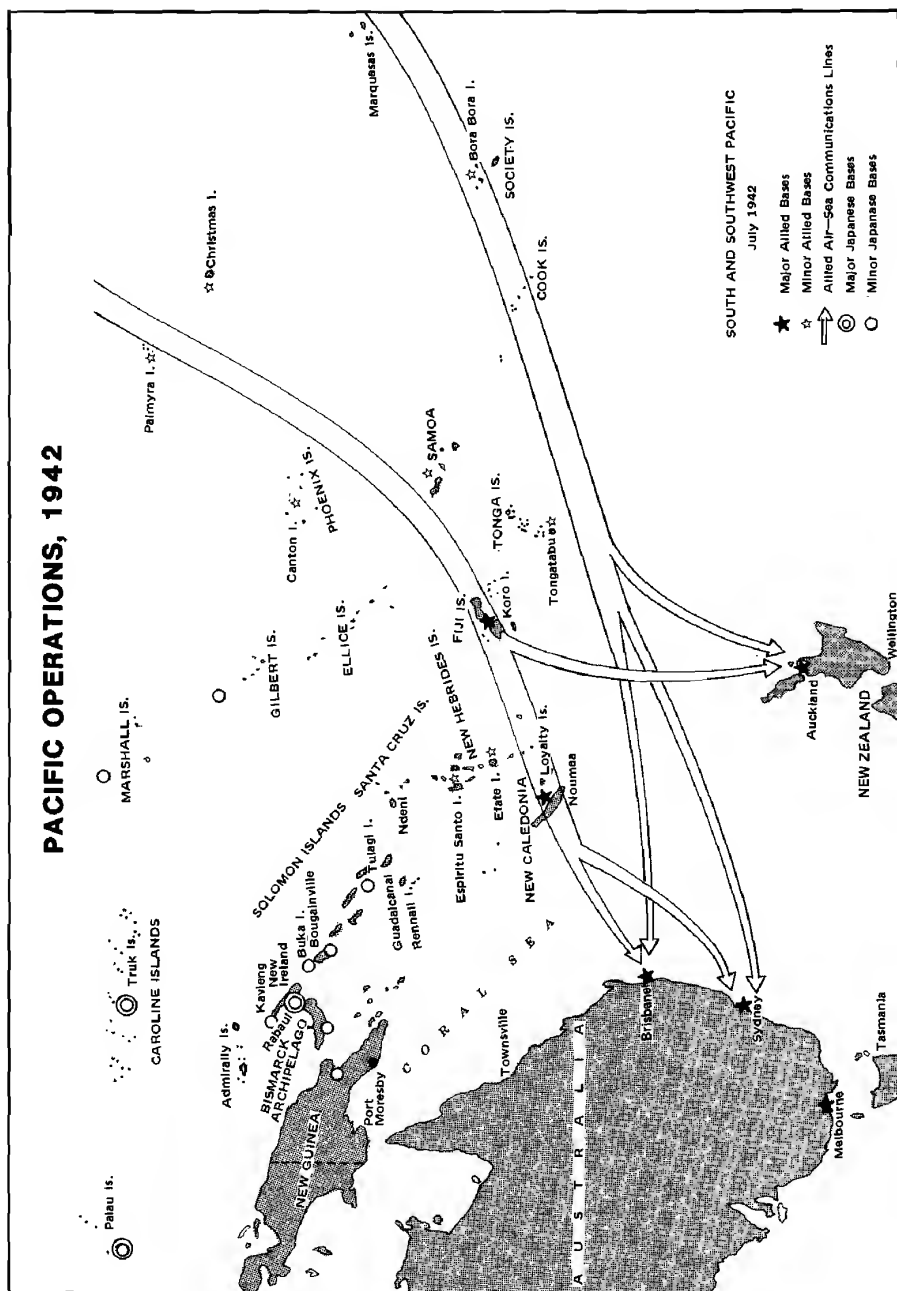 PACIFIC OPERATIONS, 1942
Palau Is.
Truk Is.
CAROLINE ISLANDS
MARSHALL IS.
GILBERT IS.
ELLICE IS.
Canton I.
PHOENIX IS.
Palmyra I.
Christmas I.
Marquesas Is.
Bora Bora I.
SOCIETY IS.
COOK IS.
SAMOA
TONGA IS.
Tongatabu
FIJI IS.
Koro I.
Admirally Is.
Kavieng
New
Ireland
Rabaul
BISMARCK
ARCHIPELAGO
Buka I.
Bougainville
SOLOMON ISLANDS
SANTA CRUZ IS.
Tulagi I.
Guadalcanal
Rennall I.
Ndeni
NEW HEBRIDES IS.
Espiritu Santo I.
Efate I.
Loyalty Is.
NEW CALEDONIA
Noumea
NEW GUINEA
Port
Moresby
CORAL SEA
Townsville
AUSTRALIA
Brisbane
Sydney
Melbourne
Tasmania
Auckland
NEW ZEALAND
Wellington
SOUTH AND SOUTHWEST PACIFIC
July 1942
Major Allied Bases
Minor Allied Bases
Allied Air—Sea Communications Lines
Major Japanese Bases
Minor Japanase Bases